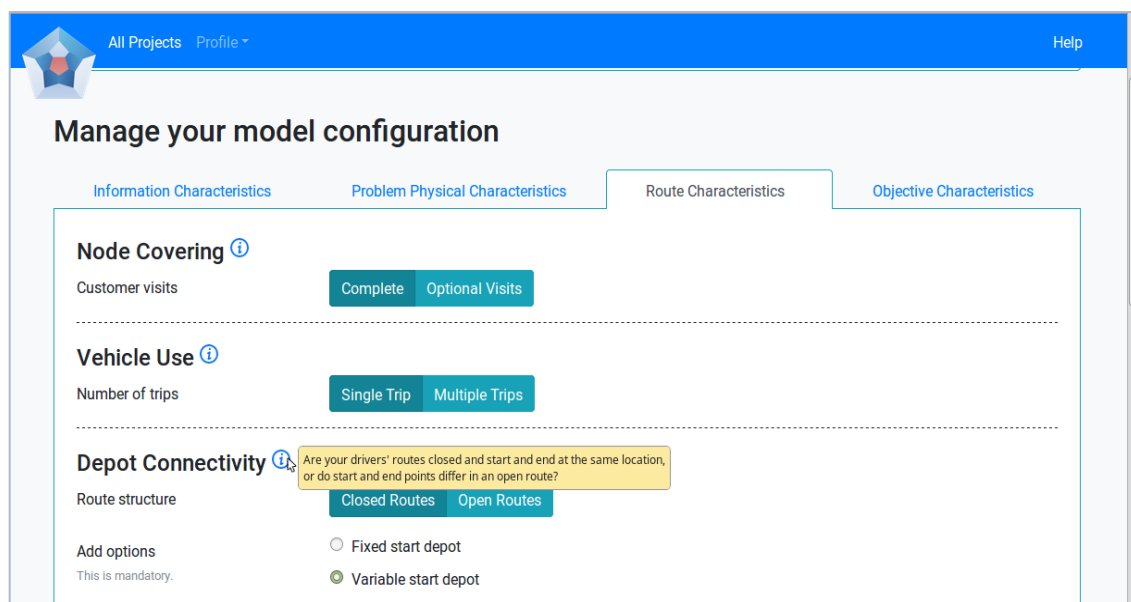 All Projects Profile Help
Manage your model configuration
Information Characteristics Problem Physical Characteristics Route Characteristics Objective Characteristics
Node Covering
Customer visits Complete Optional Visits
Vehicle Use
Number of trips Single Trip Multiple Trips
Depot Connectivity
Are your drivers' routes closed and start and end at the same location,
or do start and end points differ in an open route?
Route structure Closed Routes Open Routes
Add options Fixed start depot
This is mandatory. Variable start depot